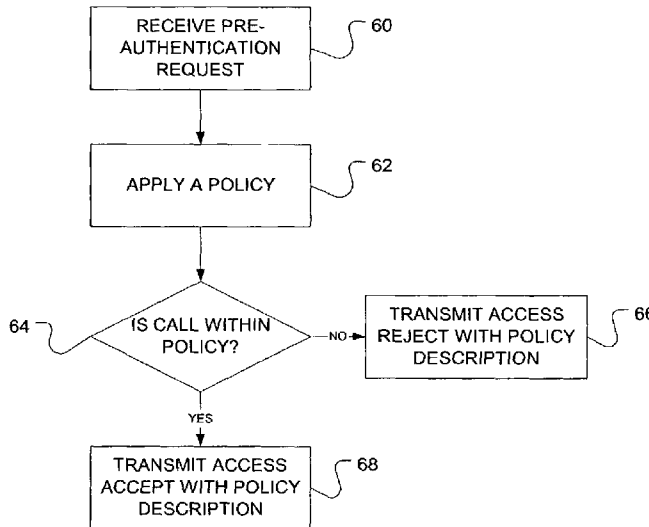 RECEIVE PRE-
AUTHENTICATION
REQUEST
60
APPLY A POLICY
62
64
IS CALL WITHIN
POLICY?
NO
TRANSMIT ACCESS
REJECT WITH POLICY
DESCRIPTION
66
YES
TRANSMIT ACCESS
ACCEPT WITH POLICY
DESCRIPTION
68